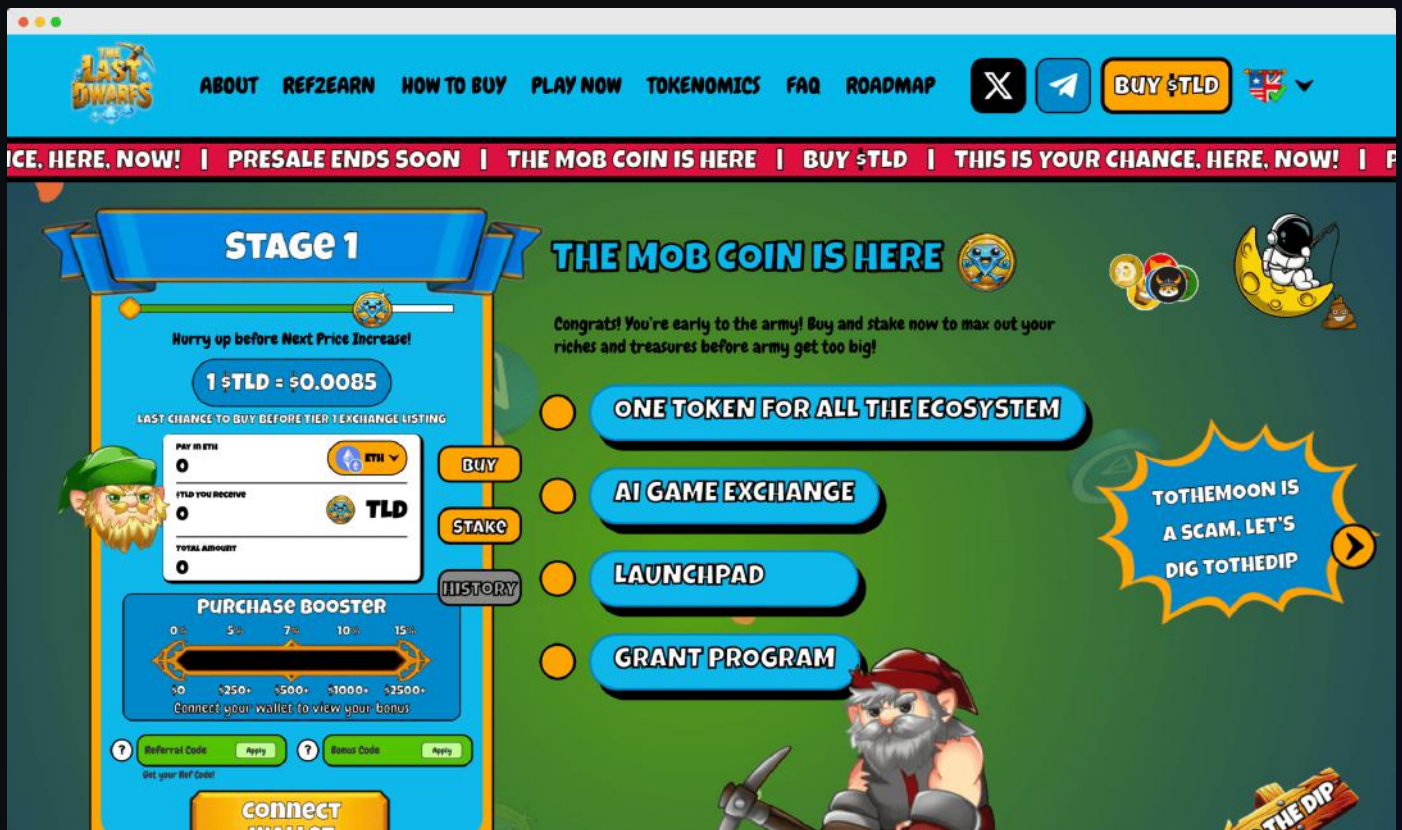 THE
LAST
DWARFS
ABOUT REF2EARN HOW TO BUY PLAY NOW TOKENOMICS FAQ ROADMAP X BUY $TLD
ICE, HERE, NOW! | PRESALE ENDS SOON | THE MOB COIN IS HERE | BUY $TLD | THIS IS YOUR CHANCE, HERE, NOW! | P
STAGE 1
Hurry up before Next Price Increase!
1 $TLD = $0.0085
LAST CHANCE TO BUY BEFORE TIER 1 EXCHANGE LISTING
PAY IN ETH
0
ETH
$TLD YOU RECEIVE
0
TLD
TOTAL AMOUNT
0
BUY
STAKE
HISTORY
PURCHASE BOOSTER
0% 5% 7% 10% 15%
$0 $250+ $500+ $1000+ $2500+
Connect your wallet to view your bonus
? Referral Code Apply ? Bonus Code Apply
Get your Ref Code!
CONNECT
WALLET
THE MOB COIN IS HERE
Congrats! You're early to the army! Buy and stake now to max out your
riches and treasures before army get too big!
ONE TOKEN FOR ALL THE ECOSYSTEM
AI GAME EXCHANGE
LAUNCHPAD
GRANT PROGRAM
TOTHEMOON IS
A SCAM, LET'S
DIG TOTHEDIP
THE DIP